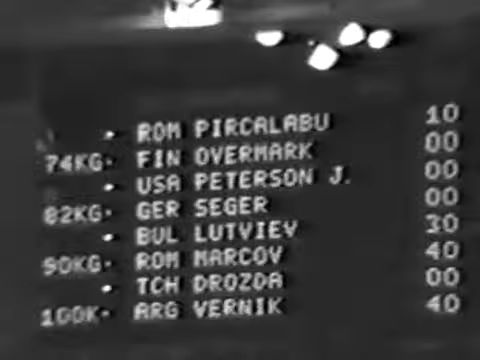 ROM PIRCALABU 10
74KG FIN OVERMARK 00
USA PETERSON J. 00
82KG GER SEGER 00
BUL LUTVIEV 30
90KG ROM MARCOV 40
TCH DROZDA 00
100K ARG VERNIK 40